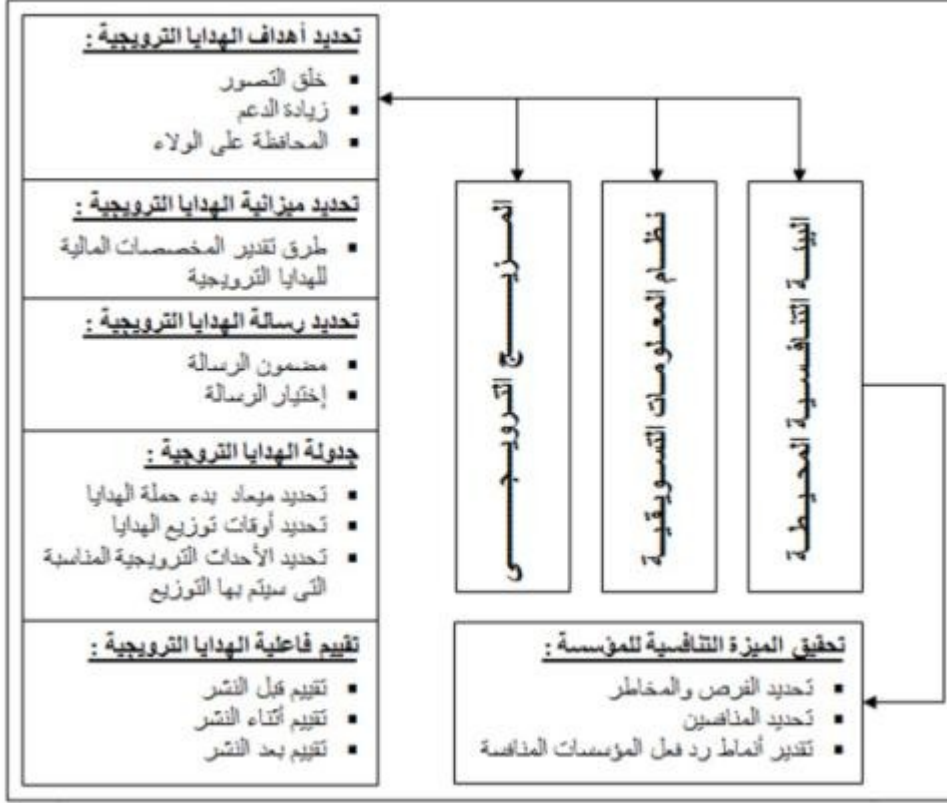 تحديد أهداف الهدايا الترويجية :
▪ خلق التصور
▪ زيادة الدعم
▪ المحافظة على الولاء
تحديد ميزانية الهدايا الترويجية :
▪ طرق تقدير المخصصات المالية
للهدايا الترويجية
تحديد رسالة الهدايا الترويجية :
▪ مضمون الرسالة
▪ إختيار الرسالة
جدولة الهدايا التروجية :
▪ تحديد ميعاد بدء حملة الهدايا
▪ تحديد أوقات توزيع الهدايا
▪ تحديد الأحداث الترويجية المناسبة
التى سيتم بها التوزيع
تقييم فاعلية الهدايا الترويجية :
▪ تقييم قبل النشر
▪ تقييم أثناء النشر
▪ تقييم بعد النشر
البيئة التنافسية المحيطة
نظام المعلومات التسويقية
المزيج الترويجى
تحقيق الميزة التنافسية للمؤسسة :
▪ تحديد الفرص والمخاطر
▪ تحديد المنافسين
▪ تقدير أنماط رد فعل المؤسسات المنافسة